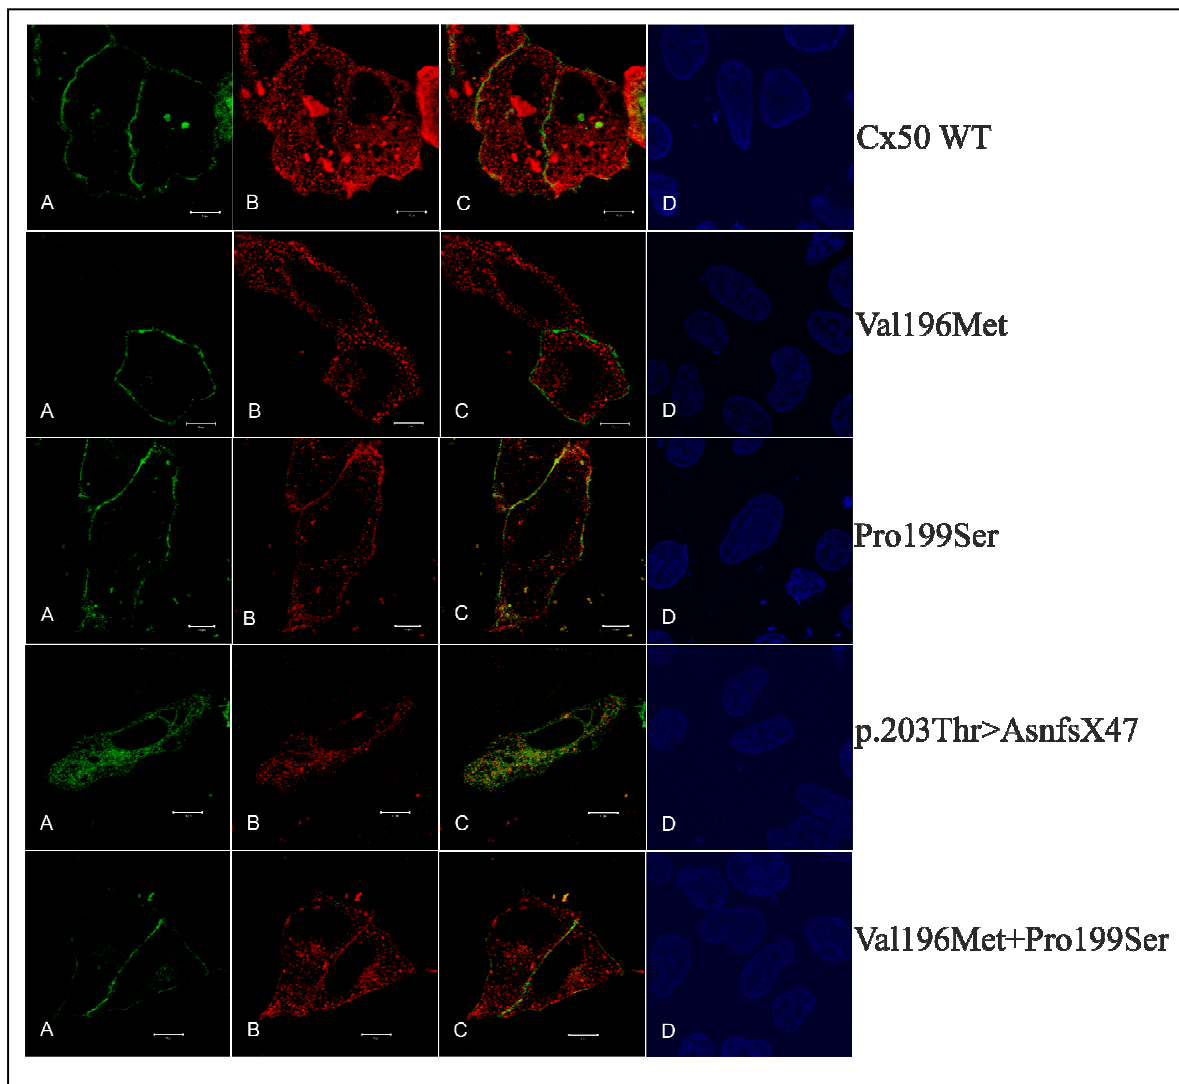 A B C D Cx50 WT
A B C D Val196Met
A B C D Pro199Ser
A B C D p.203Thr>AsnfsX47
A B C D Val196Met+Pro199Ser